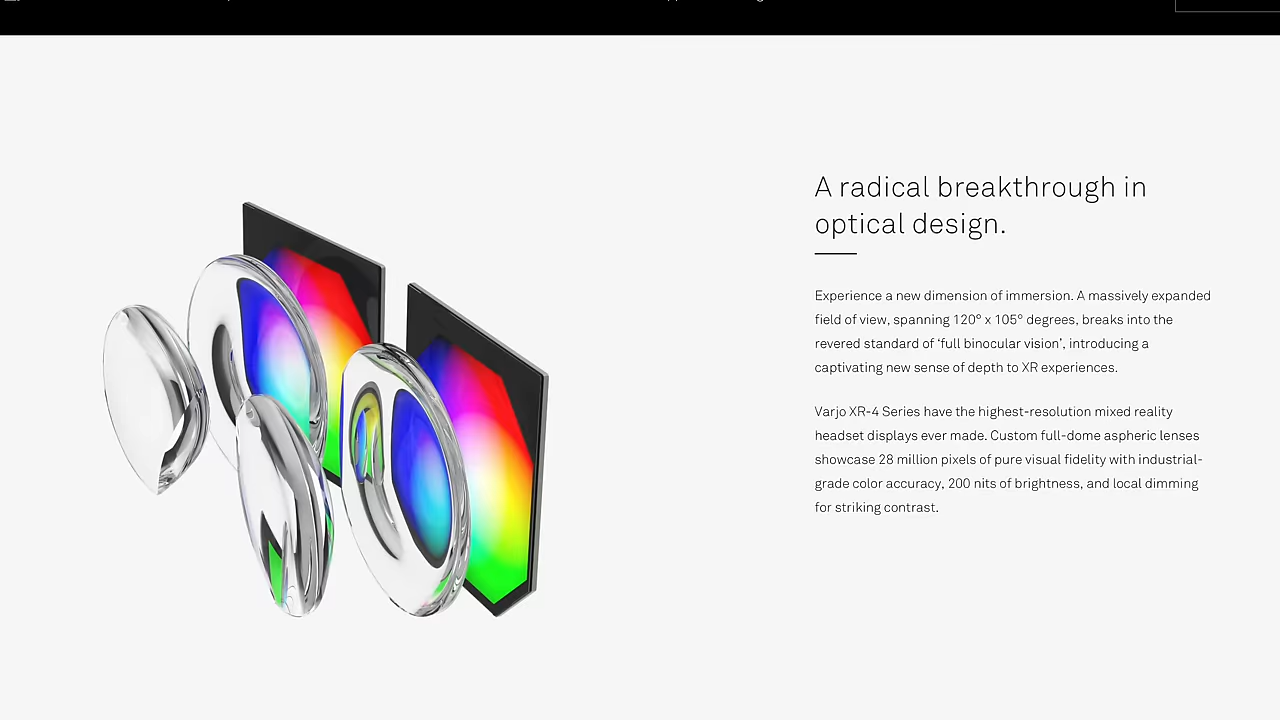 A radical breakthrough in
optical design.
Experience a new dimension of immersion. A massively expanded
field of view, spanning 120° x 105° degrees, breaks into the
revered standard of ‘full binocular vision’, introducing a
captivating new sense of depth to XR experiences.
Varjo XR-4 Series have the highest-resolution mixed reality
headset displays ever made. Custom full-dome aspheric lenses
showcase 28 million pixels of pure visual fidelity with industrial-
grade color accuracy, 200 nits of brightness, and local dimming
for striking contrast.